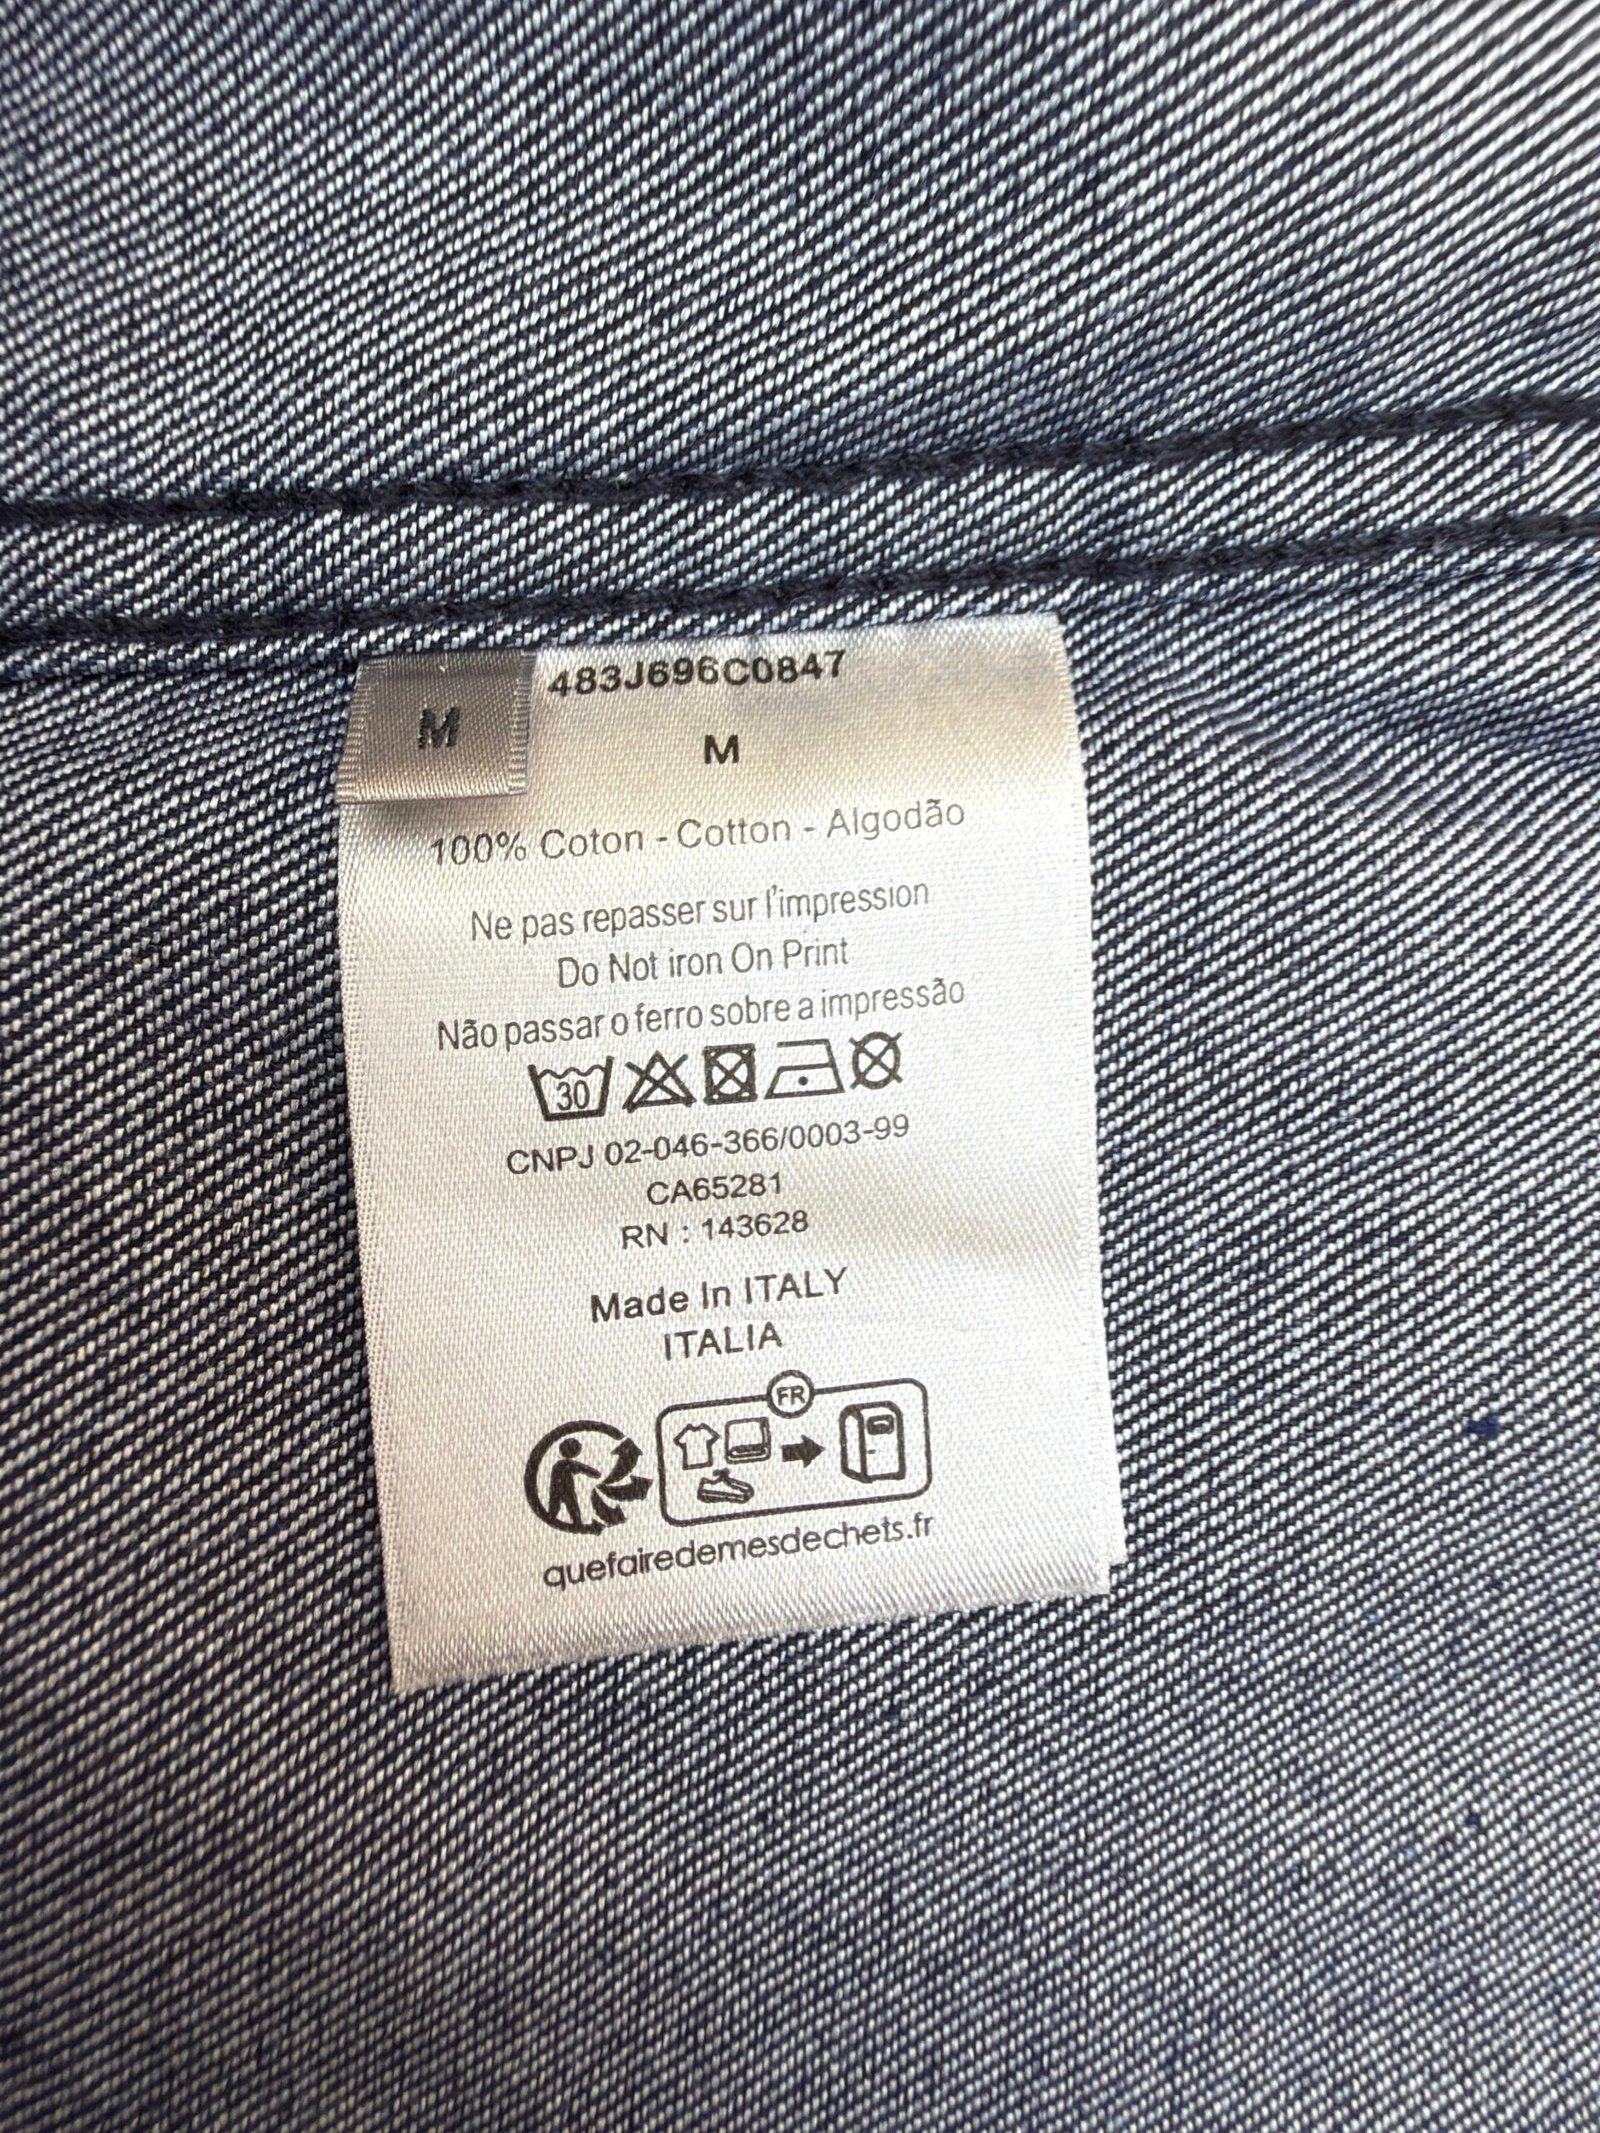 483J696C0847
M
M
100% Coton - Cotton - Algodão
Ne pas repasser sur l'impression
Do Not iron On Print
Não passar o ferro sobre a impressão
30
CNPJ 02-046-366/0003-99
CA65281
RN : 143628
Made In ITALY
ITALIA
FR
quefairedemesdechets.fr